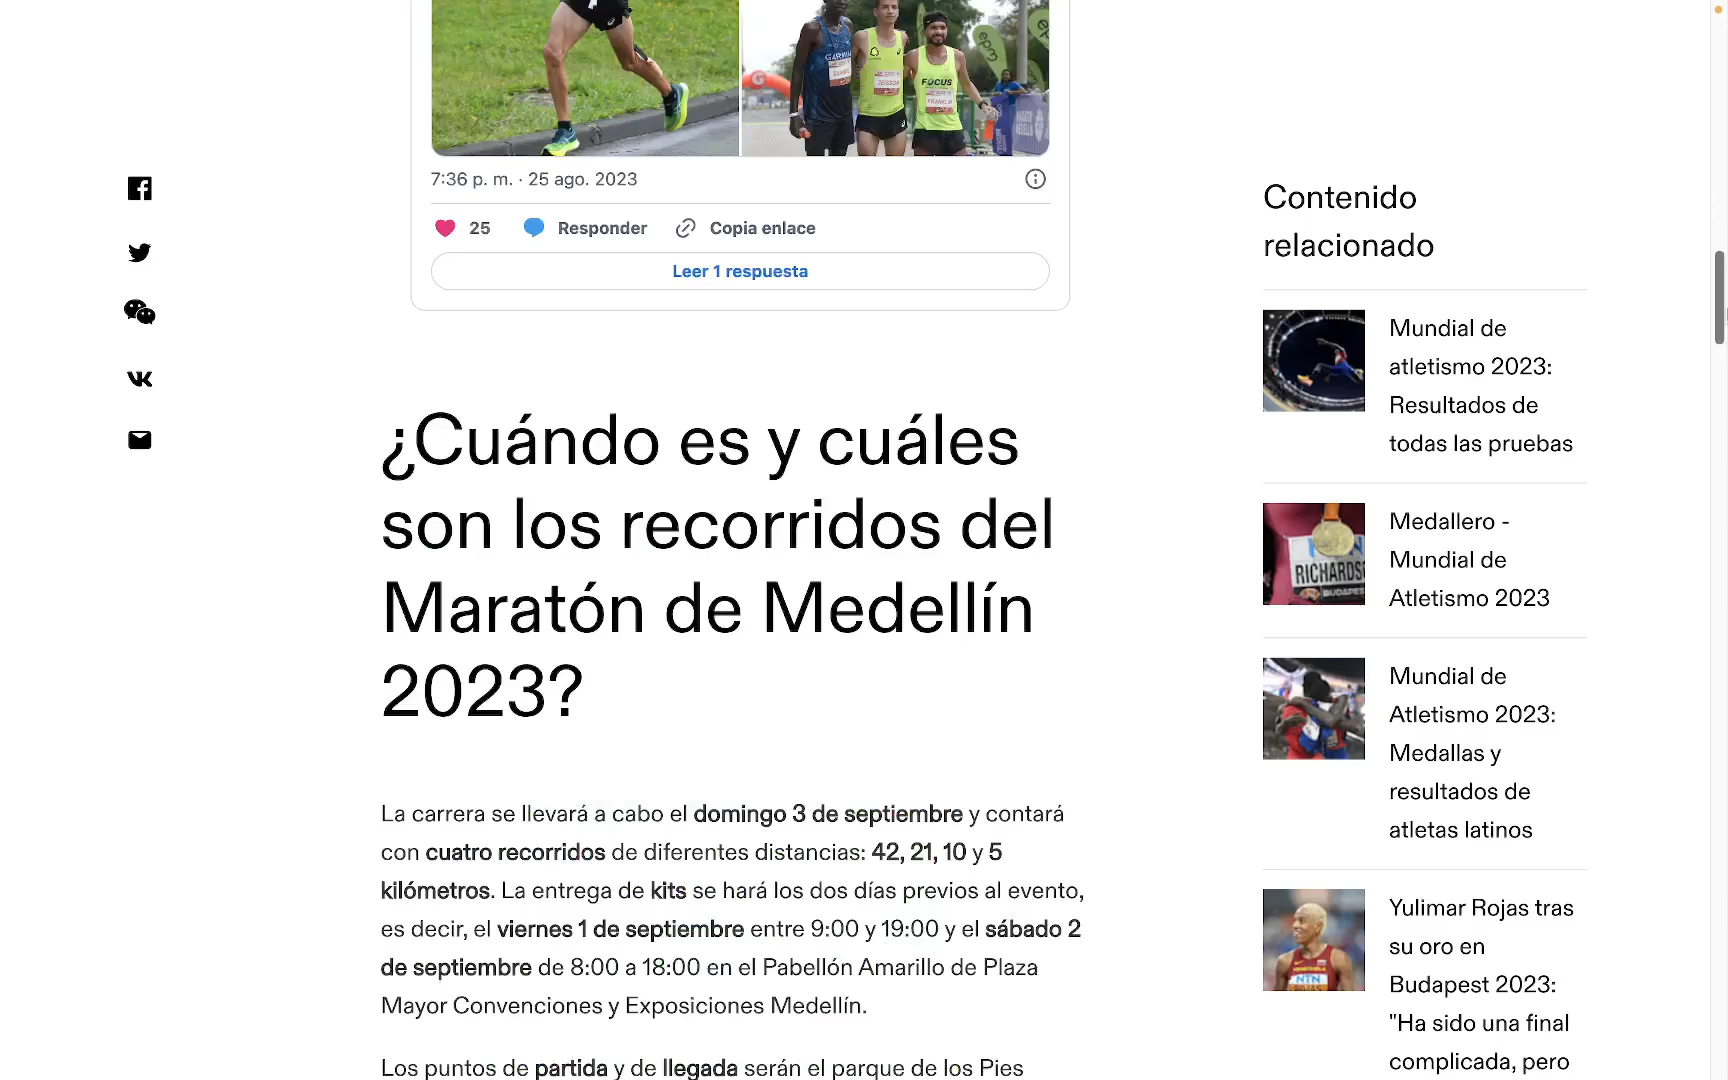 GARMIN
FOCUS
FRANKLIN
epm
7:36 p. m. · 25 ago. 2023
25
Responder
Copia enlace
Leer 1 respuesta
¿Cuándo es y cuáles
son los recorridos del
Maratón de Medellín
2023?
La carrera se llevará a cabo el domingo 3 de septiembre y contará
con cuatro recorridos de diferentes distancias: 42, 21, 10 y 5
kilómetros. La entrega de kits se hará los dos días previos al evento,
es decir, el viernes 1 de septiembre entre 9:00 y 19:00 y el sábado 2
de septiembre de 8:00 a 18:00 en el Pabellón Amarillo de Plaza
Mayor Convenciones y Exposiciones Medellín.
Los puntos de partida y de llegada serán el parque de los Pies
Contenido
relacionado
Mundial de
atletismo 2023:
Resultados de
todas las pruebas
RICHARDS
BUDAPEST
Medallero -
Mundial de
Atletismo 2023
Mundial de
Atletismo 2023:
Medallas y
resultados de
atletas latinos
NTN
Yulimar Rojas tras
su oro en
Budapest 2023:
"Ha sido una final
complicada, pero